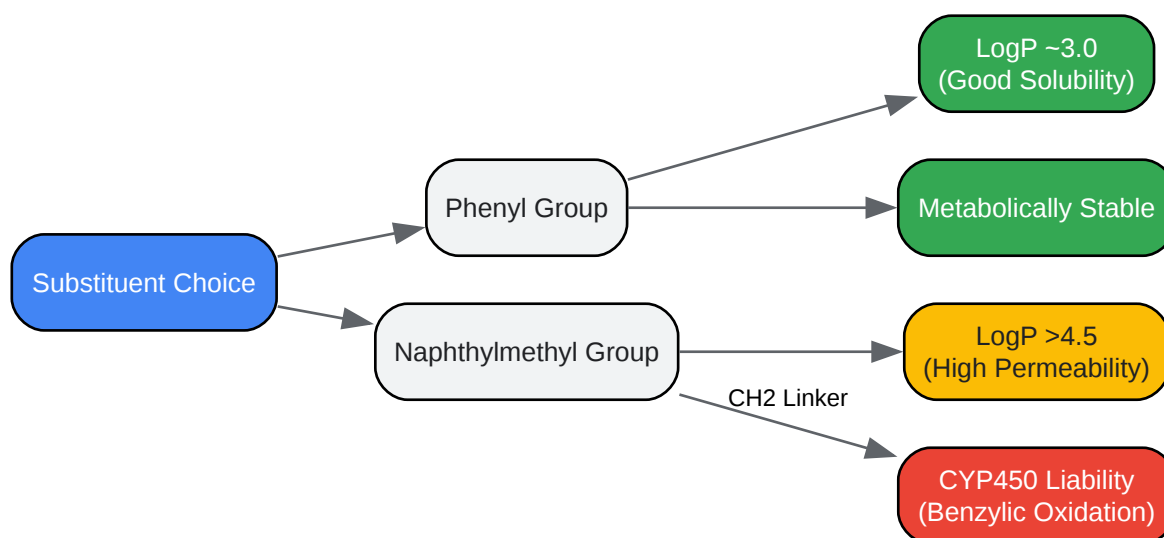 LogP ~3.0
(Good Solubility)
Phenyl Group
Metabolically Stable
Substituent Choice
Naphthylmethyl Group
LogP >4.5
(High Permeability)
CH2 Linker
CYP450 Liability
(Benzylic Oxidation)